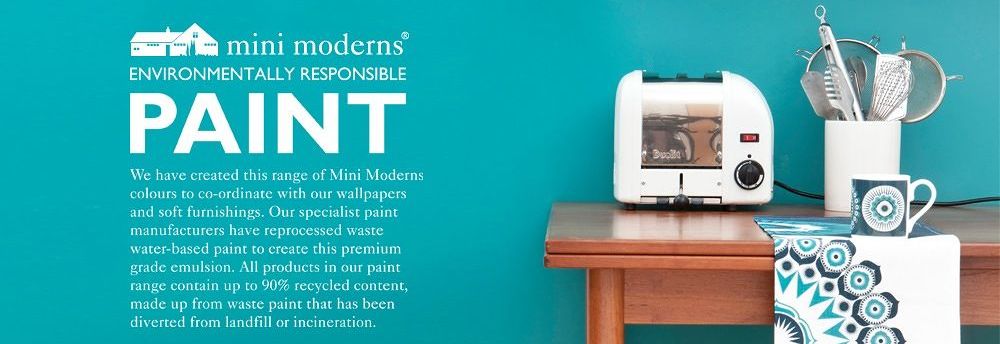 mini moderns®
ENVIRONMENTALLY RESPONSIBLE
PAINT
We have created this range of Mini Moderns
colours to co-ordinate with our wallpapers
and soft furnishings. Our specialist paint
manufacturers have reprocessed waste
water-based paint to create this premium
grade emulsion. All products in our paint
range contain up to 90% recycled content,
made up from waste paint that has been
diverted from landfill or incineration.
Dualit